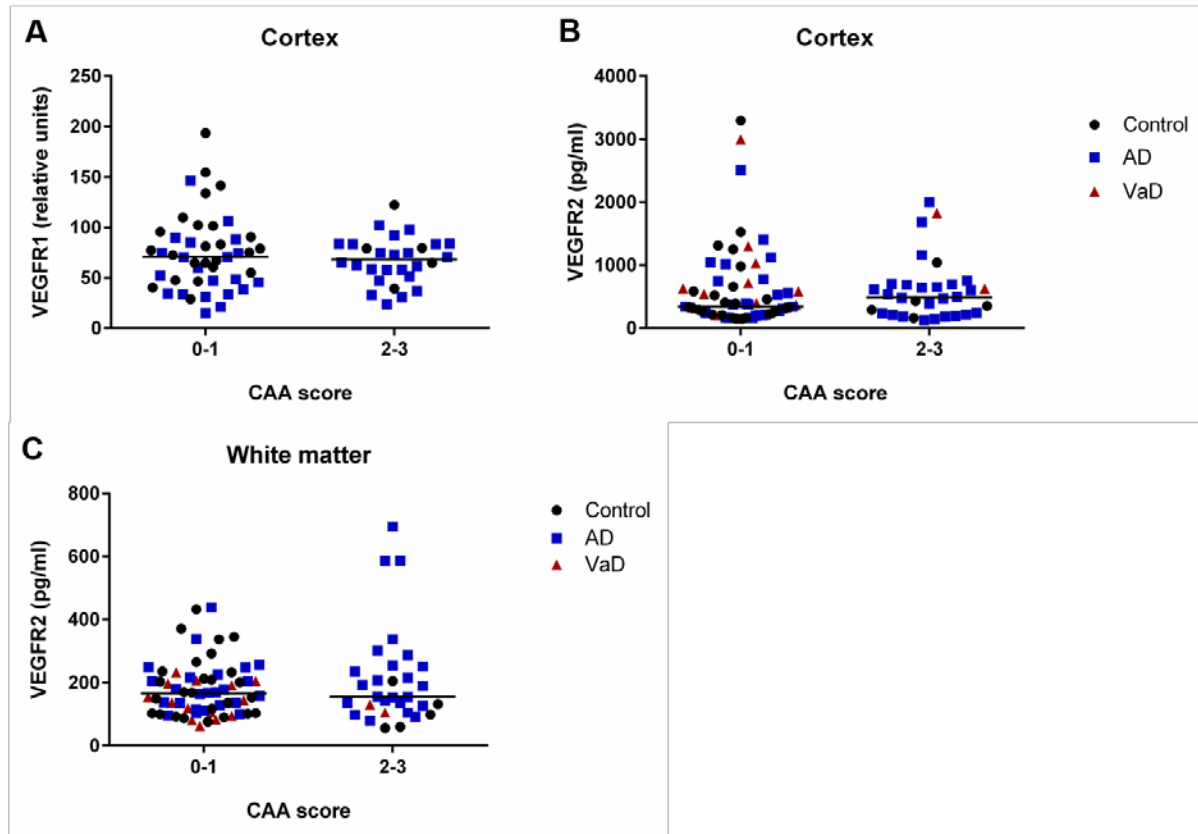 A
Cortex
VEGFR1 (relative units)
250
200
150
100
50
0
0-1
2-3
CAA score
B
Cortex
VEGFR2 (pg/ml)
4000
3000
2000
1000
0
0-1
2-3
CAA score
Control
AD
VaD
C
White matter
VEGFR2 (pg/ml)
800
600
400
200
0
0-1
2-3
CAA score
Control
AD
VaD